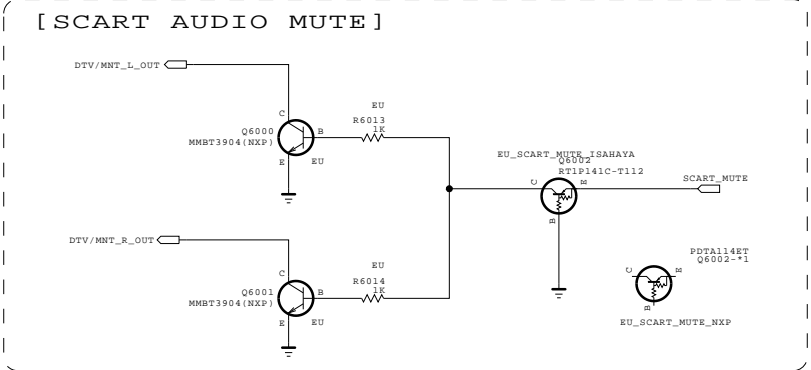 [SCART AUDIO MUTE]
DTV/MNT_L_OUT
C
Q6000
MMBT3904(NXP)
B
E
EU
EU
R6013
1K
EU_SCART_MUTE_ISAHAYA
Q6002
RT1P141C-T112
C
E
B
SCART_MUTE
DTV/MNT_R_OUT
C
Q6001
MMBT3904(NXP)
B
E
EU
EU
R6014
1K
PDTA114ET
Q6002-*1
C
E
B
EU_SCART_MUTE_NXP